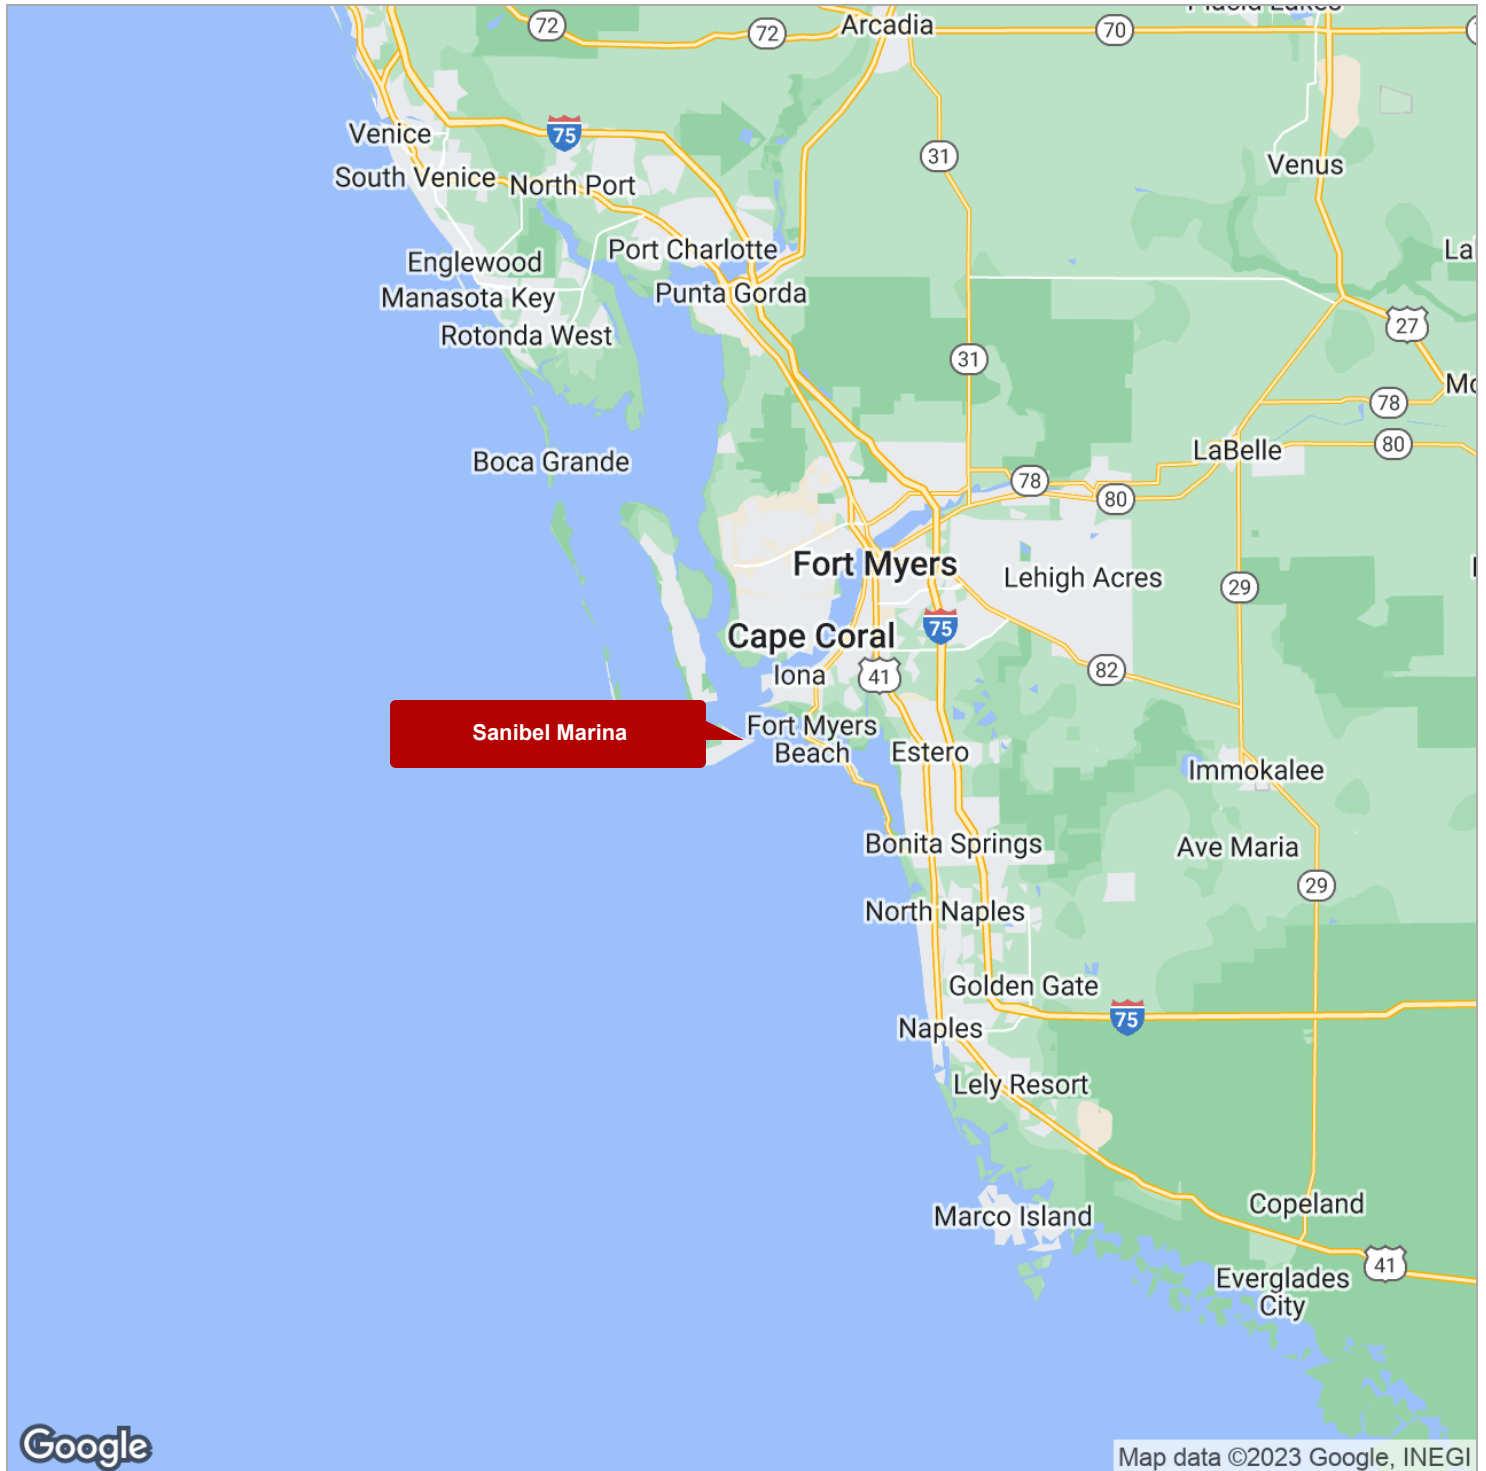 Placid Lakes
72
72
Arcadia
70
Venice
75
31
Venus
South Venice
North Port
Port Charlotte
La
Englewood
Punta Gorda
Manasota Key
27
Rotonda West
31
78
LaBelle
80
Boca Grande
78
80
Fort Myers
Lehigh Acres
29
Cape Coral
75
Iona
41
82
Sanibel Marina
Fort Myers
Beach
Estero
Immokalee
Bonita Springs
Ave Maria
29
North Naples
Golden Gate
75
Naples
Lely Resort
Copeland
Marco Island
41
Everglades
City
Google
Map data ©2023 Google, INEGI